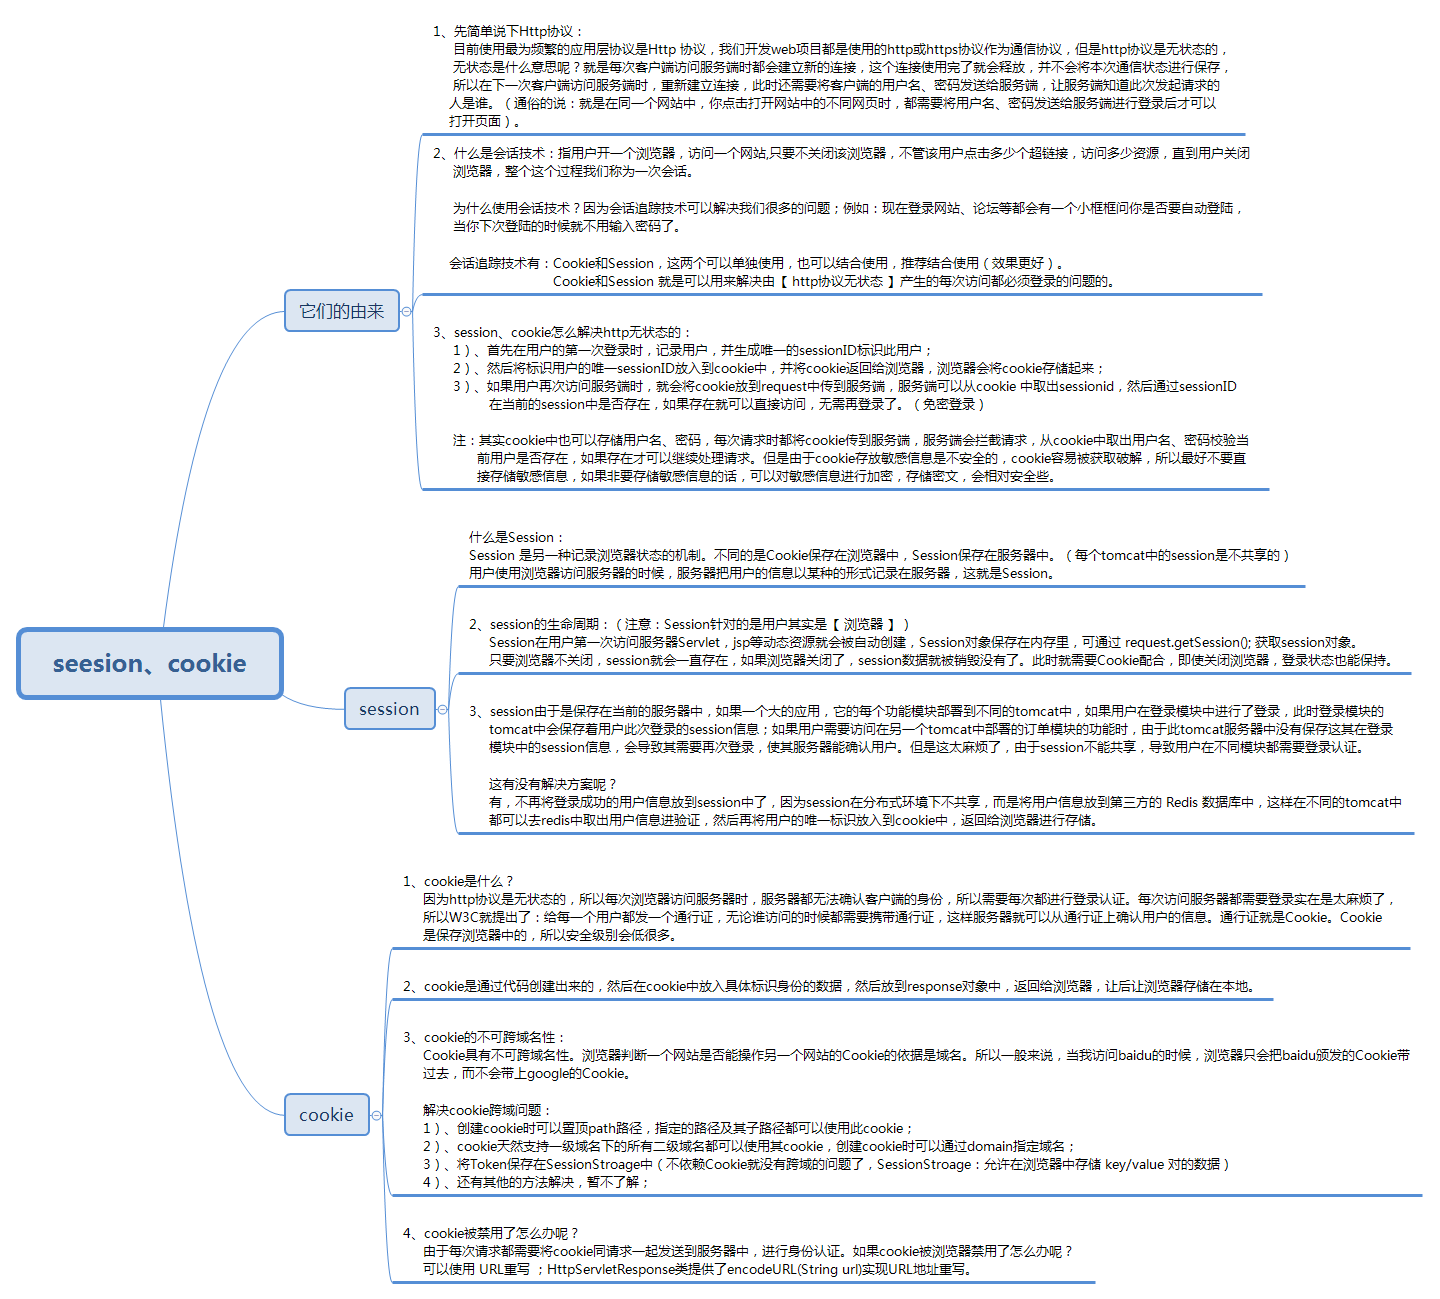 seesion、cookie
它们的由来
1、先简单说下Http协议：
目前使用最为频繁的应用层协议是Http 协议，我们开发web项目都是使用的http或https协议作为通信协议，但是http协议是无状态的，
无状态是什么意思呢？就是每次客户端访问服务端时都会建立新的连接，这个连接使用完了就会释放，并不会将本次通信状态进行保存，
所以在下一次客户端访问服务端时，重新建立连接，此时还需要将客户端的用户名、密码发送给服务端，让服务端知道此次发起请求的
人是谁。（通俗的说：就是在同一个网站中，你点击打开网站中的不同网页时，都需要将用户名、密码发送给服务端进行登录后才可以
打开页面）。
2、什么是会话技术：指用户开一个浏览器，访问一个网站,只要不关闭该浏览器，不管该用户点击多少个超链接，访问多少资源，直到用户关闭
浏览器，整个这个过程我们称为一次会话。
为什么使用会话技术？因为会话追踪技术可以解决我们很多的问题；例如：现在登录网站、论坛等都会有一个小框框问你是否要自动登陆，
当你下次登陆的时候就不用输入密码了。
会话追踪技术有：Cookie和Session，这两个可以单独使用，也可以结合使用，推荐结合使用（效果更好）。
Cookie和Session 就是可以用来解决由【 http协议无状态 】产生的每次访问都必须登录的问题的。
3、session、cookie怎么解决http无状态的：
1）、首先在用户的第一次登录时，记录用户，并生成唯一的sessionID标识此用户；
2）、然后将标识用户的唯一sessionID放入到cookie中，并将cookie返回给浏览器，浏览器会将cookie存储起来；
3）、如果用户再次访问服务端时，就会将cookie放到request中传到服务端，服务端可以从cookie 中取出sessionid，然后通过sessionID
在当前的session中是否存在，如果存在就可以直接访问，无需再登录了。（免密登录）
注：其实cookie中也可以存储用户名、密码，每次请求时都将cookie传到服务端，服务端会拦截请求，从cookie中取出用户名、密码校验当
前用户是否存在，如果存在才可以继续处理请求。但是由于cookie存放敏感信息是不安全的，cookie容易被获取破解，所以最好不要直
接存储敏感信息，如果非要存储敏感信息的话，可以对敏感信息进行加密，存储密文，会相对安全些。
session
什么是Session：
Session 是另一种记录浏览器状态的机制。不同的是Cookie保存在浏览器中，Session保存在服务器中。（每个tomcat中的session是不共享的）
用户使用浏览器访问服务器的时候，服务器把用户的信息以某种的形式记录在服务器，这就是Session。
2、session的生命周期：（注意：Session针对的是用户其实是【 浏览器 】）
Session在用户第一次访问服务器Servlet，jsp等动态资源就会被自动创建，Session对象保存在内存里，可通过 request.getSession(); 获取session对象。
只要浏览器不关闭，session就会一直存在，如果浏览器关闭了，session数据就被销毁没有了。此时就需要Cookie配合，即使关闭浏览器，登录状态也能保持。
3、session由于是保存在当前的服务器中，如果一个大的应用，它的每个功能模块部署到不同的tomcat中，如果用户在登录模块中进行了登录，此时登录模块的
tomcat中会保存着用户此次登录的session信息；如果用户需要访问在另一个tomcat中部署的订单模块的功能时，由于此tomcat服务器中没有保存这其在登录
模块中的session信息，会导致其需要再次登录，使其服务器能确认用户。但是这太麻烦了，由于session不能共享，导致用户在不同模块都需要登录认证。
这有没有解决方案呢？
有，不再将登录成功的用户信息放到session中了，因为session在分布式环境下不共享，而是将用户信息放到第三方的 Redis 数据库中，这样在不同的tomcat中
都可以去redis中取出用户信息进验证，然后再将用户的唯一标识放入到cookie中，返回给浏览器进行存储。
cookie
1、cookie是什么？
因为http协议是无状态的，所以每次浏览器访问服务器时，服务器都无法确认客户端的身份，所以需要每次都进行登录认证。每次访问服务器都需要登录实在是太麻烦了，
所以W3C就提出了：给每一个用户都发一个通行证，无论谁访问的时候都需要携带通行证，这样服务器就可以从通行证上确认用户的信息。通行证就是Cookie。Cookie
是保存浏览器中的，所以安全级别会低很多。
2、cookie是通过代码创建出来的，然后在cookie中放入具体标识身份的数据，然后放到response对象中，返回给浏览器，让后让浏览器存储在本地。
3、cookie的不可跨域名性：
Cookie具有不可跨域名性。浏览器判断一个网站是否能操作另一个网站的Cookie的依据是域名。所以一般来说，当我访问baidu的时候，浏览器只会把baidu颁发的Cookie带
过去，而不会带上google的Cookie。
解决cookie跨域问题：
1）、创建cookie时可以置顶path路径，指定的路径及其子路径都可以使用此cookie；
2）、cookie天然支持一级域名下的所有二级域名都可以使用其cookie，创建cookie时可以通过domain指定域名；
3）、将Token保存在SessionStroage中（不依赖Cookie就没有跨域的问题了，SessionStroage：允许在浏览器中存储 key/value 对的数据）
4）、还有其他的方法解决，暂不了解；
4、cookie被禁用了怎么办呢？
由于每次请求都需要将cookie同请求一起发送到服务器中，进行身份认证。如果cookie被浏览器禁用了怎么办呢？
可以使用 URL重写 ；HttpServletResponse类提供了encodeURL(String url)实现URL地址重写。